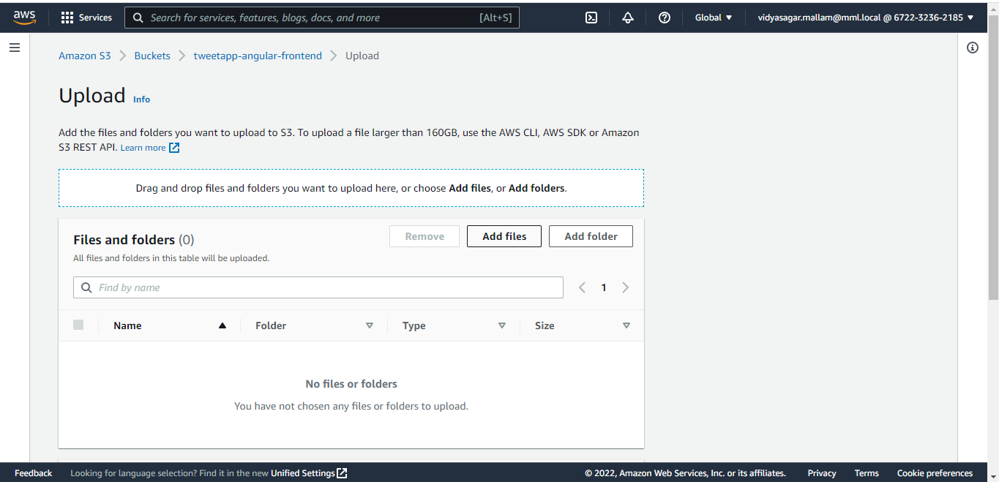 aws Services Search for services, features, blogs, docs, and more [Alt+S] Global vidyasagar.mallam@mml.local @ 6722-3236-2185
Amazon S3 Buckets tweetapp-angular-frontend Upload
Upload Info
Add the files and folders you want to upload to S3. To upload a file larger than 160GB, use the AWS CLI, AWS SDK or Amazon
S3 REST API. Learn more
Drag and drop files and folders you want to upload here, or choose Add files, or Add folders.
Files and folders (0) Remove Add files Add folder
All files and folders in this table will be uploaded.
Find by name 1
Name Folder Type Size
No files or folders
You have not chosen any files or folders to upload.
Feedback Looking for language selection? Find it in the new Unified Settings © 2022, Amazon Web Services, Inc. or its affiliates. Privacy Terms Cookie preferences